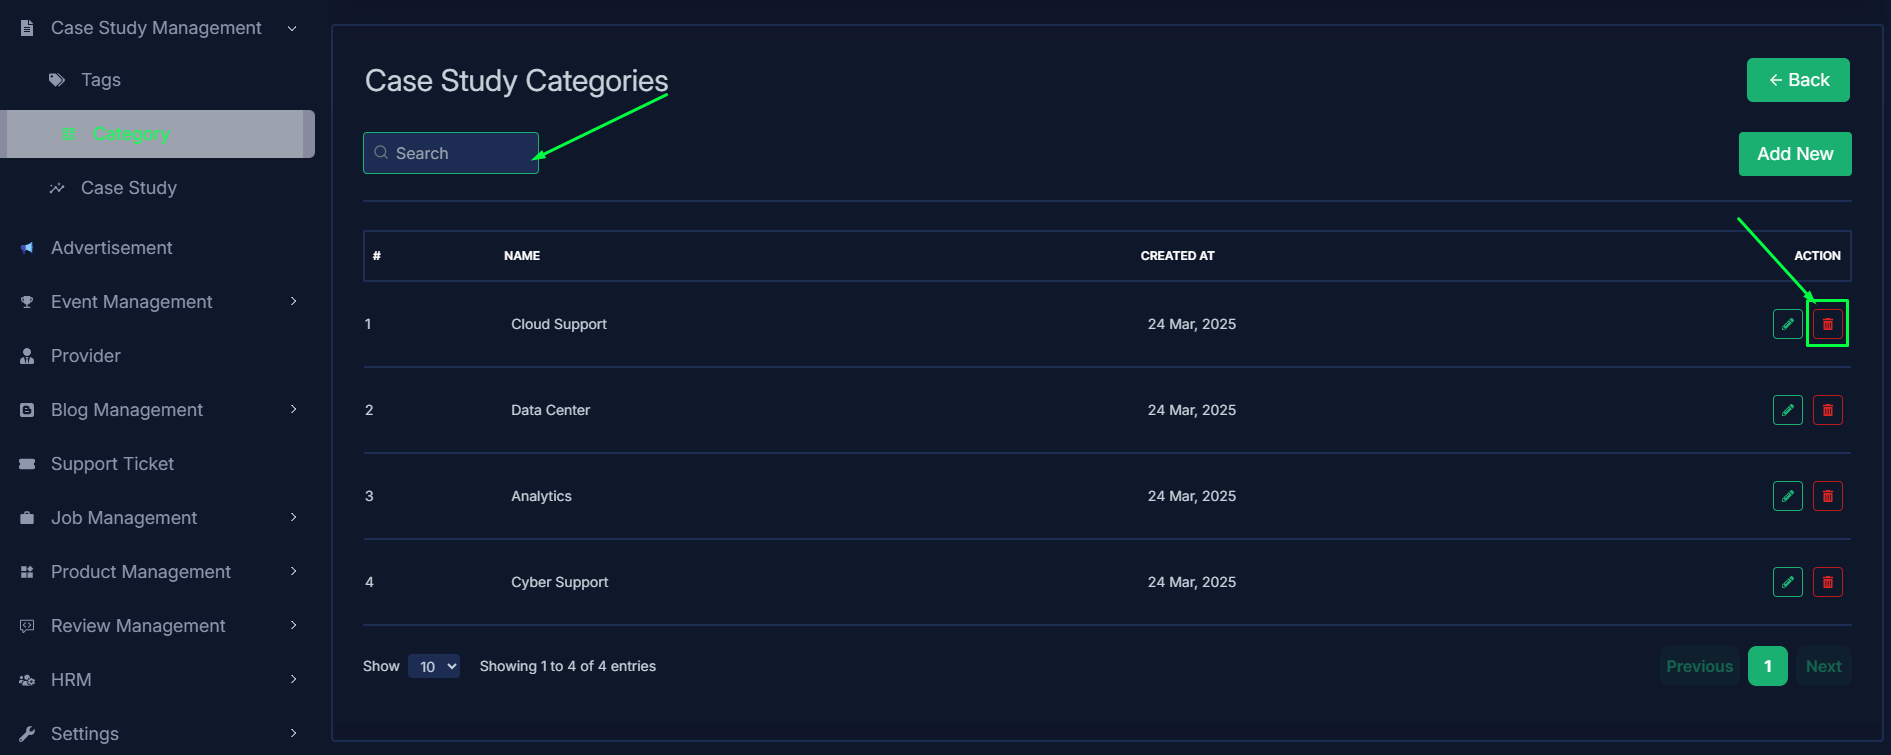 Case Study Management
Tags
Category
Case Study
Advertisement
Event Management
Provider
Blog Management
Support Ticket
Job Management
Product Management
Review Management
HRM
Settings
Case Study Categories
Back
Search
Add New
# NAME CREATED AT ACTION
1 Cloud Support 24 Mar, 2025
2 Data Center 24 Mar, 2025
3 Analytics 24 Mar, 2025
4 Cyber Support 24 Mar, 2025
Show 10 Showing 1 to 4 of 4 entries Previous 1 Next